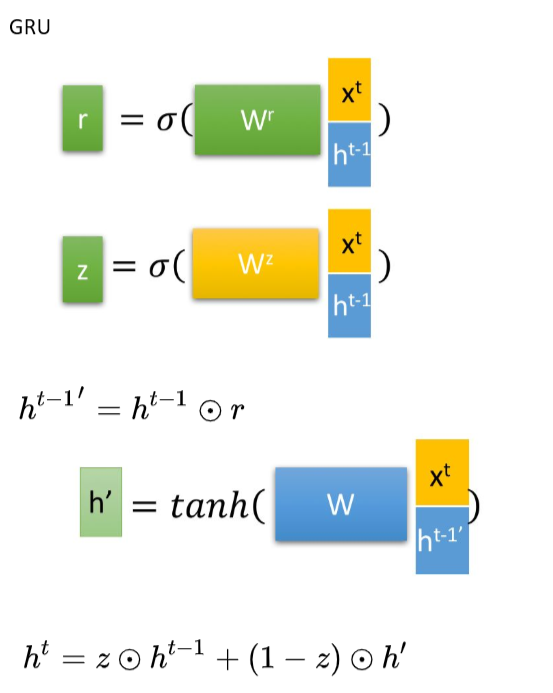 GRU
r = σ( Wʳ xᵗ hᵗ⁻¹ )
z = σ( Wᶻ xᵗ hᵗ⁻¹ )
hᵗ⁻¹′ = hᵗ⁻¹ ⊙ r
h′ = tanh( W xᵗ hᵗ⁻¹′ )
hᵗ = z ⊙ hᵗ⁻¹ + (1 − z) ⊙ h′